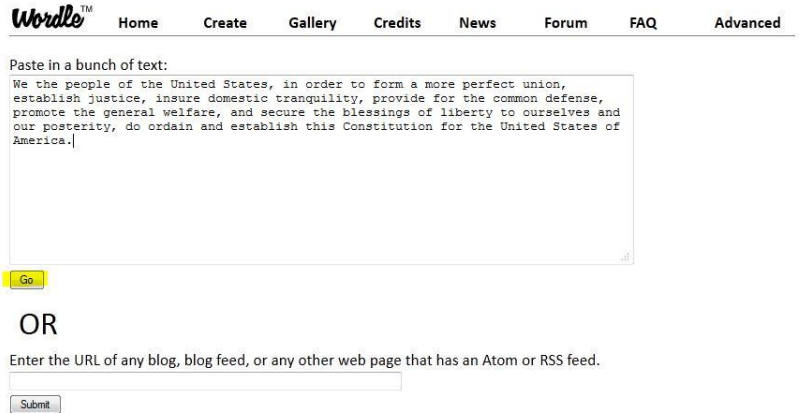 Wordle™ Home Create Gallery Credits News Forum FAQ Advanced
Paste in a bunch of text:
We the people of the United States, in order to form a more perfect union,
establish justice, insure domestic tranquility, provide for the common defense,
promote the general welfare, and secure the blessings of liberty to ourselves and
our posterity, do ordain and establish this Constitution for the United States of
America.
Go
OR
Enter the URL of any blog, blog feed, or any other web page that has an Atom or RSS feed.
Submit